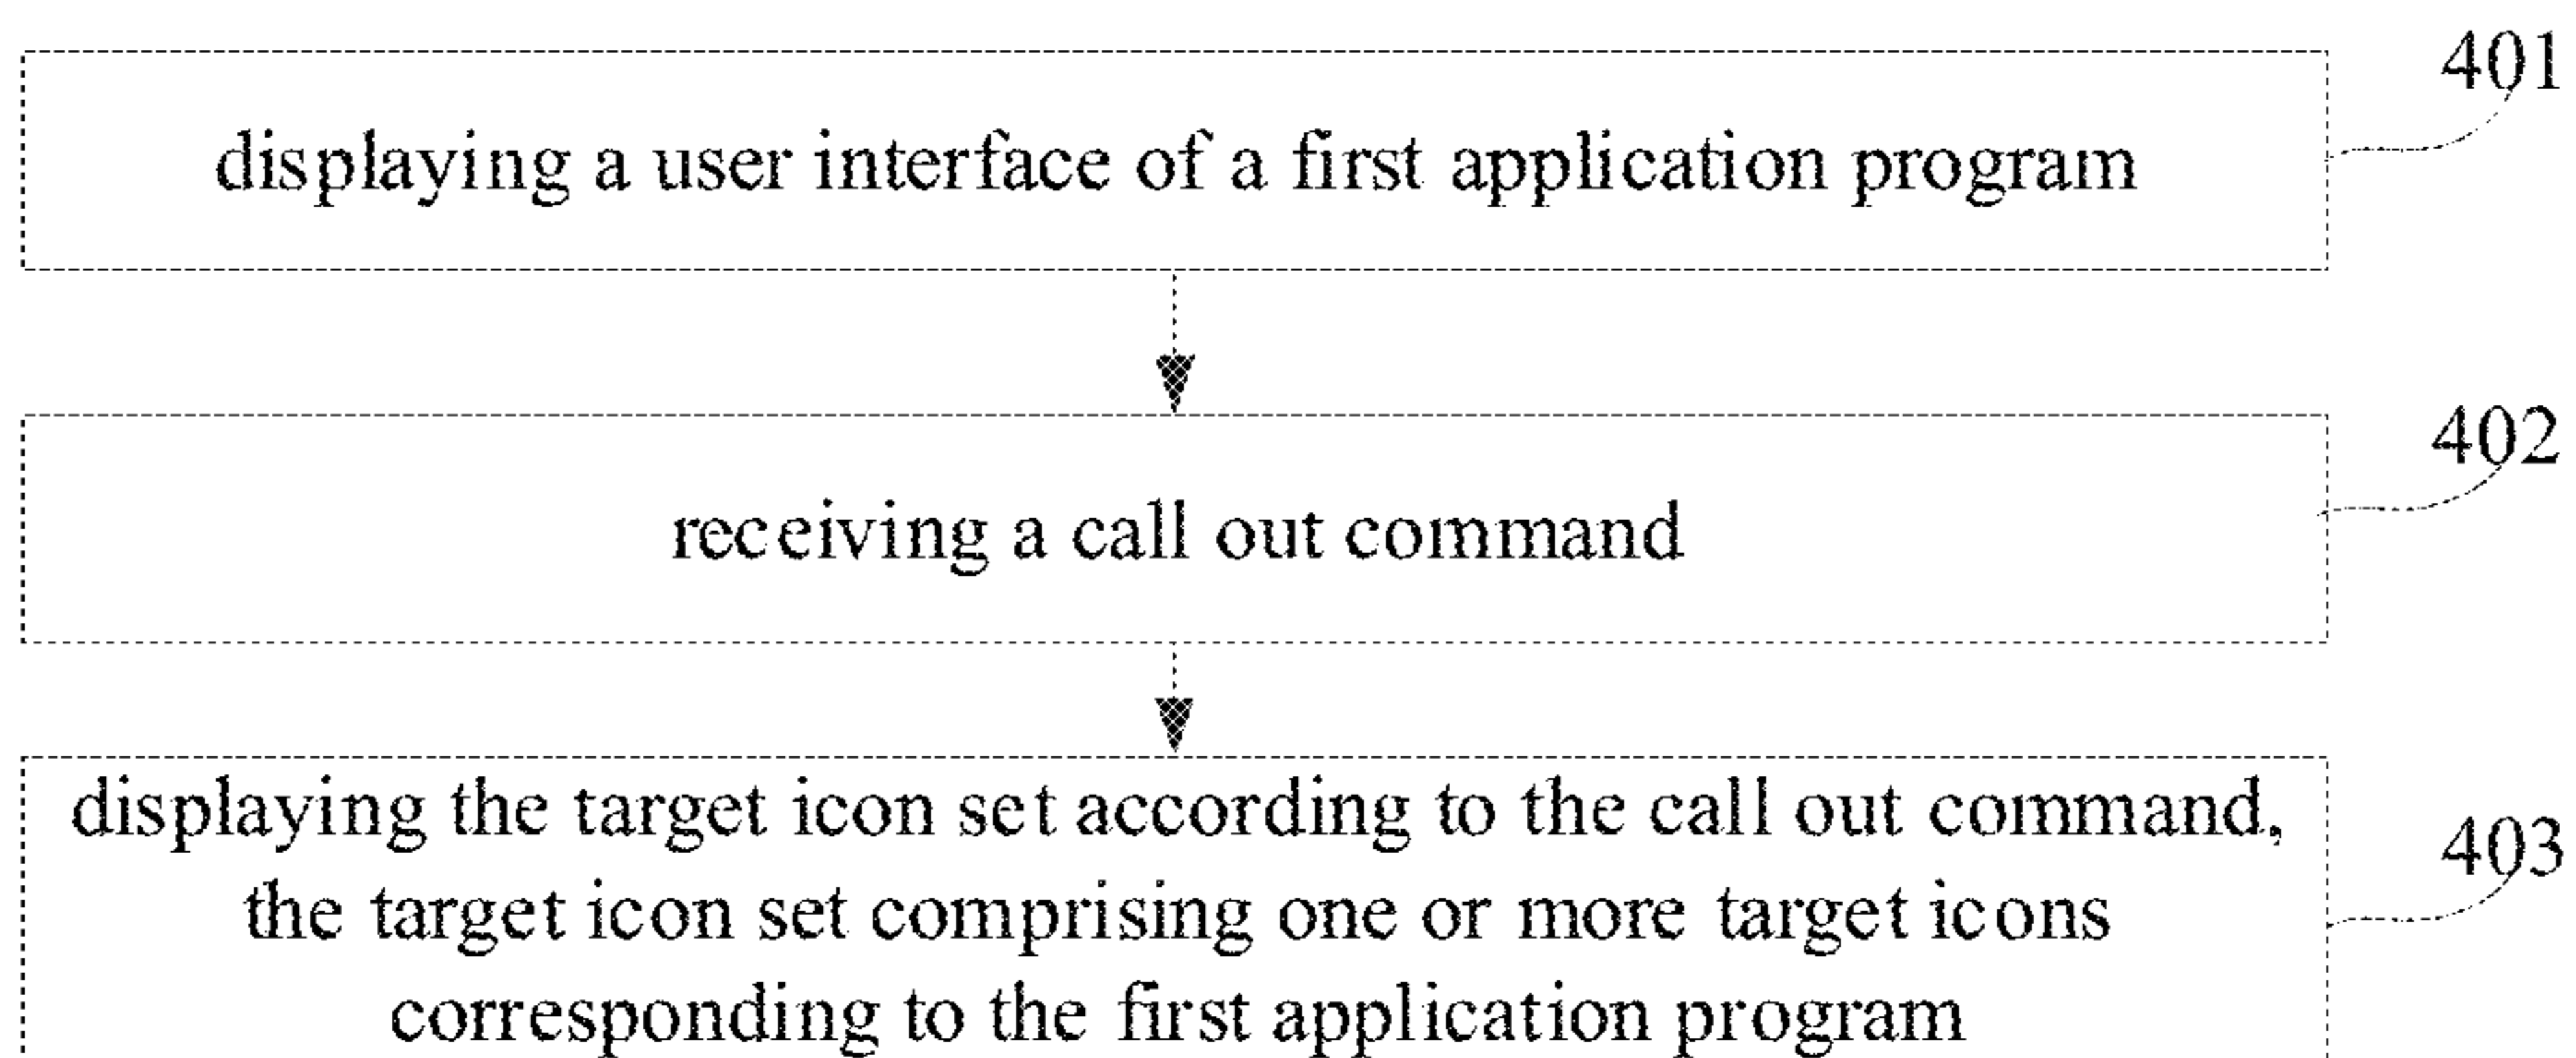 401
displaying a user interface of a first application program
402
receiving a call out command
displaying the target icon set according to the call out command,
403
the target icon set comprising one or more target icons
corresponding to the first application program